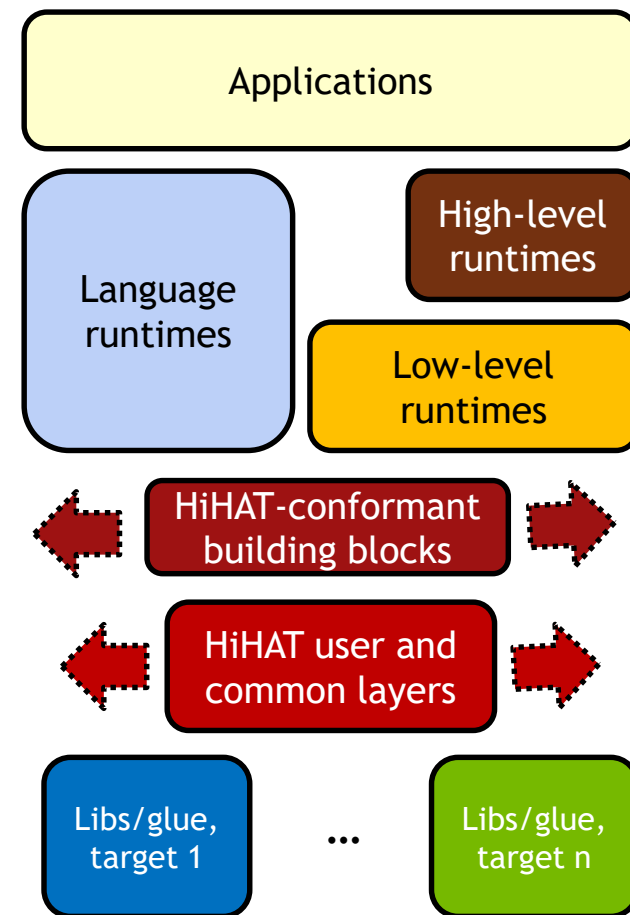 Applications
Language
runtimes
High-level
runtimes
Low-level
runtimes
HiHAT-conformant
building blocks
HiHAT user and
common layers
Libs/glue,
target 1
...
Libs/glue,
target n